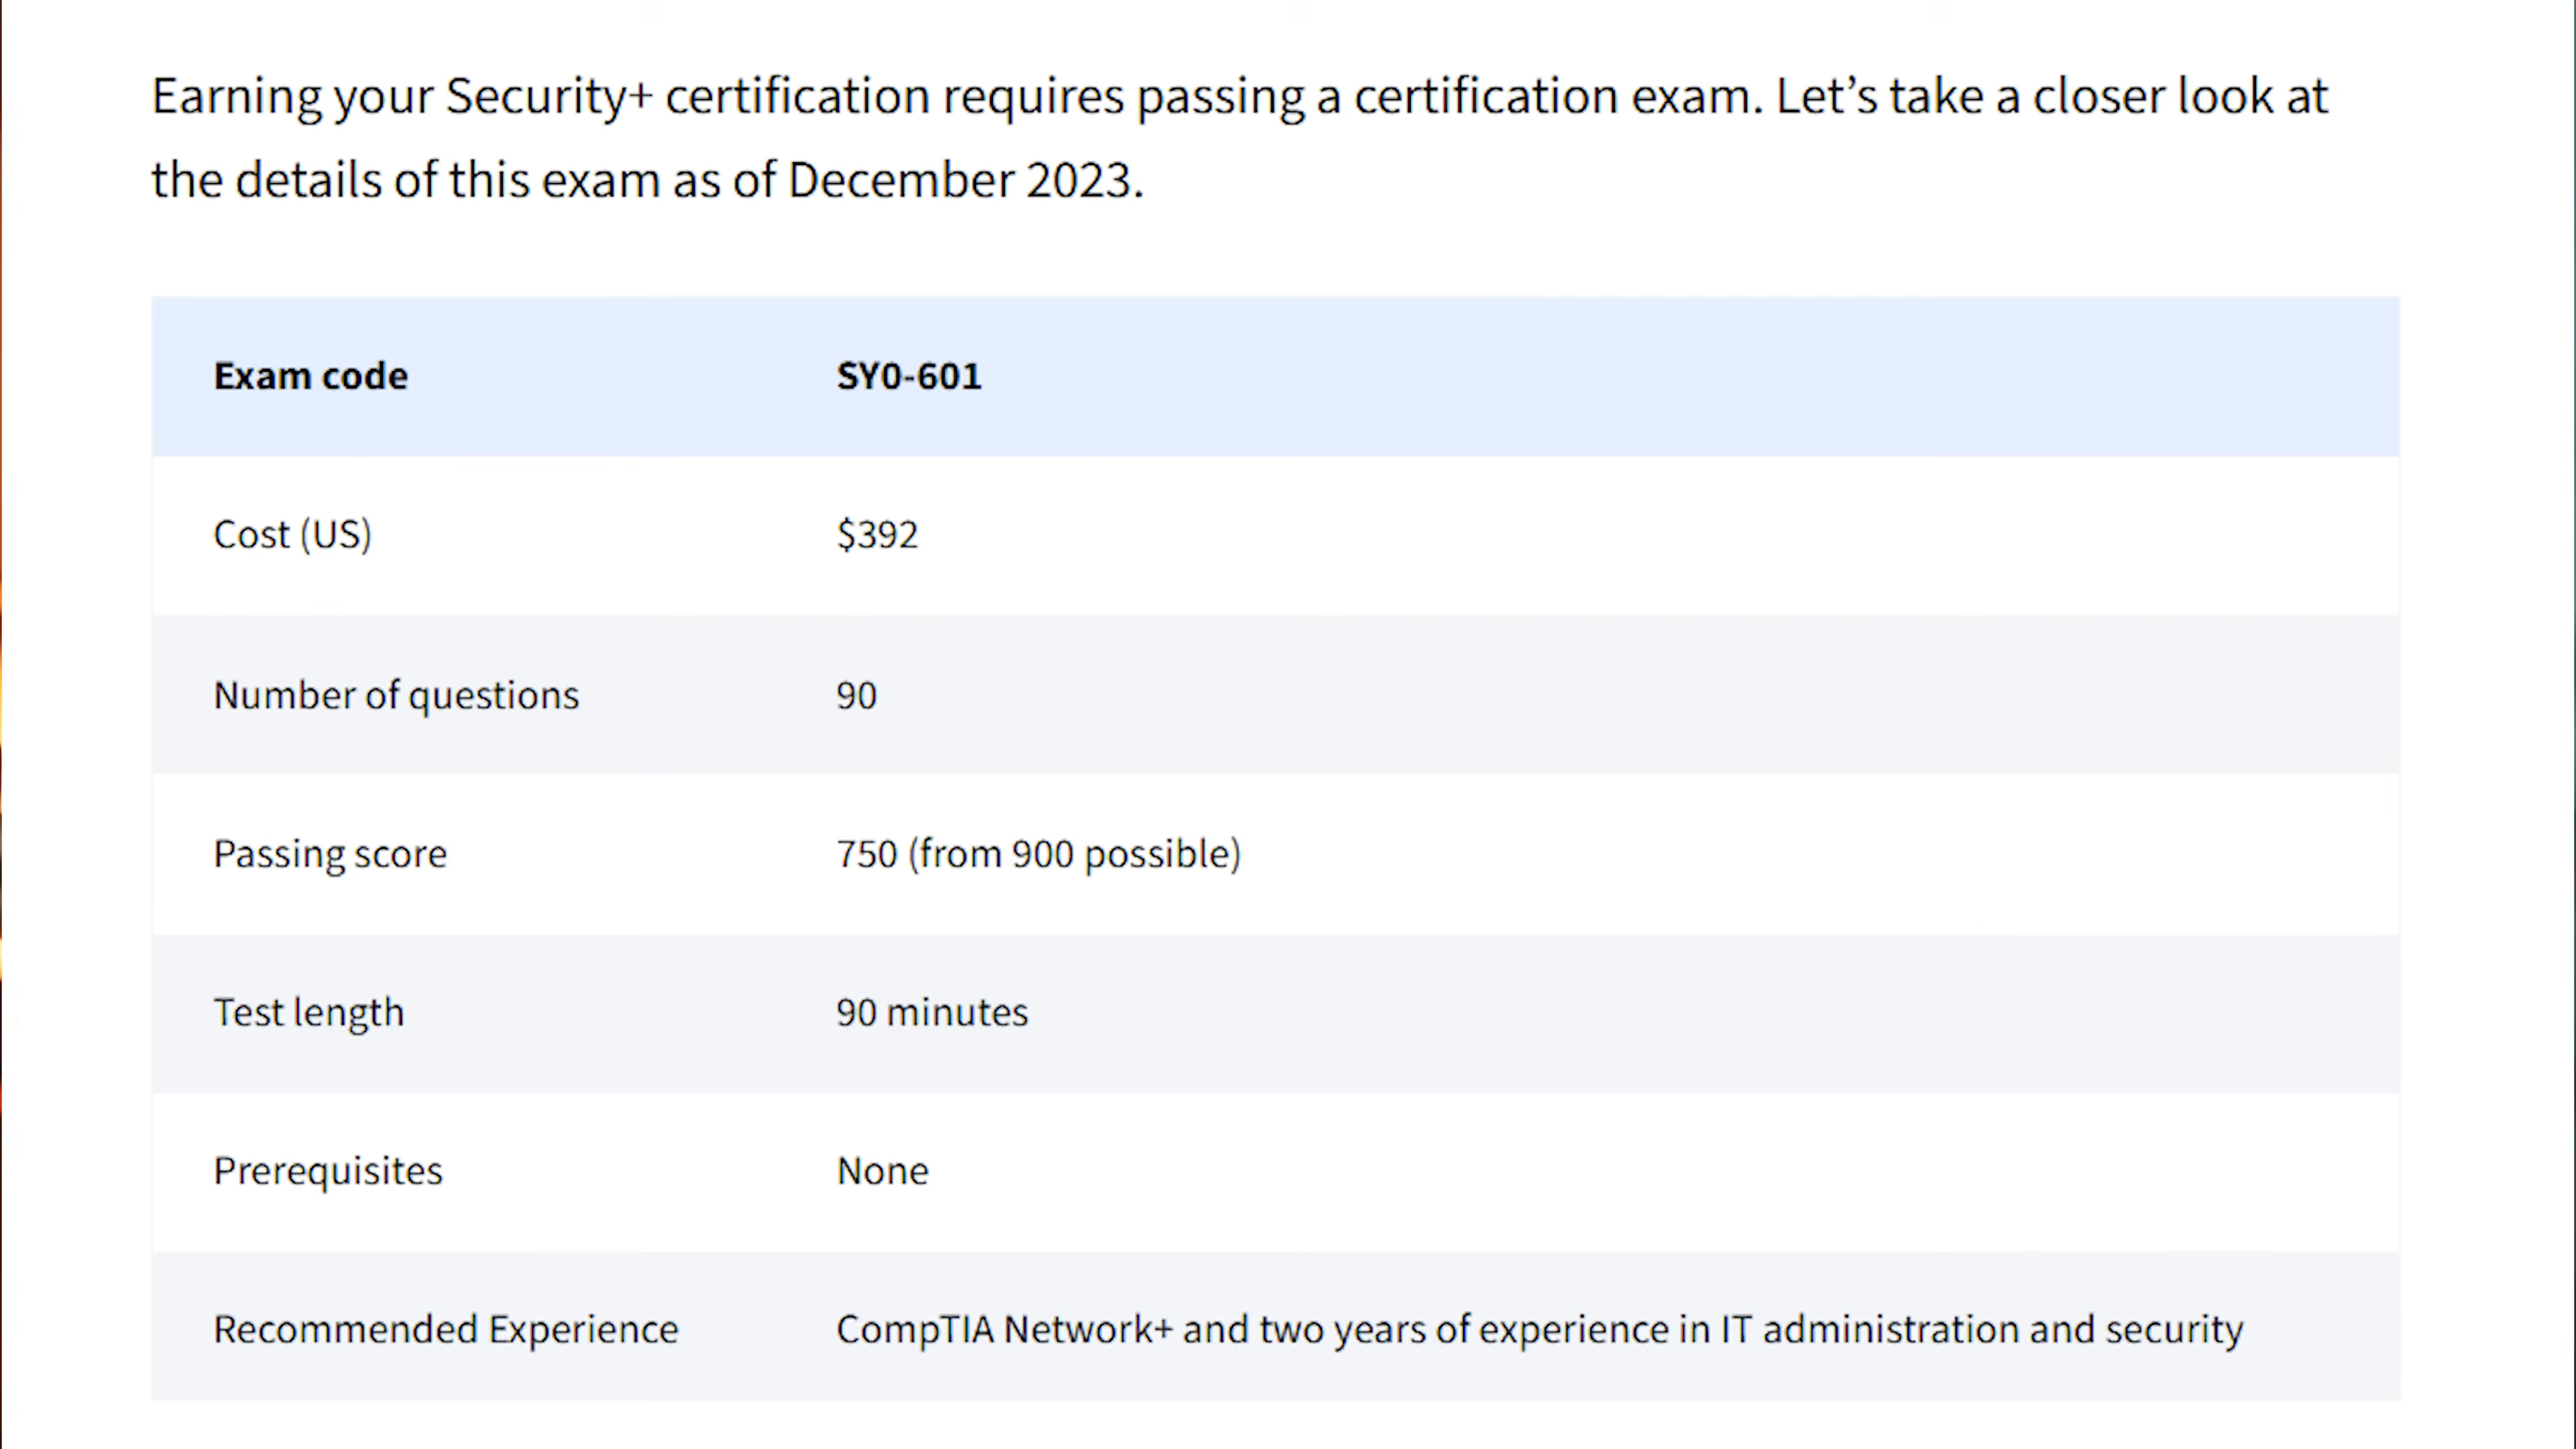 Earning your Security+ certification requires passing a certification exam. Let’s take a closer look at
the details of this exam as of December 2023.
Exam code SY0-601
Cost (US) $392
Number of questions 90
Passing score 750 (from 900 possible)
Test length 90 minutes
Prerequisites None
Recommended Experience CompTIA Network+ and two years of experience in IT administration and security